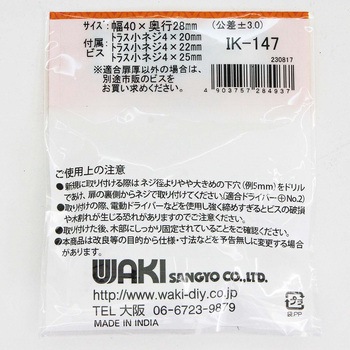 サイズ：幅40×奥行28mm （公差±3.0）
付属：トラス小ネジ4×20mm
ビス トラス小ネジ4×22mm
トラス小ネジ4×25mm
IK-147
230817
※適合扉厚以外の場合は、
別途市販のビスを
お買い求めください。
4903757284937
ご使用上の注意
●新規に取り付ける際はネジ径よりやや大きめの下穴（例5mm）をドリル
であけ、扉の裏側からネジで取り付けてください。（適合ドライバー⊕No.2）
●取り付けの際、電動ドライバーなどを使用し強く締めすぎるとビスの破損
や木割れが生じる恐れがありますのでご注意ください。
●取り付けた後、木部にしっかり固定されていることをご確認ください。
●本商品は改良等の目的から仕様・寸法などを予告無しに変更する場合
があります。
WAKI SANGYO CO.,LTD.
http://www.waki-diy.co.jp
TEL 大阪 06-6723-9879
MADE IN INDIA
袋:PP